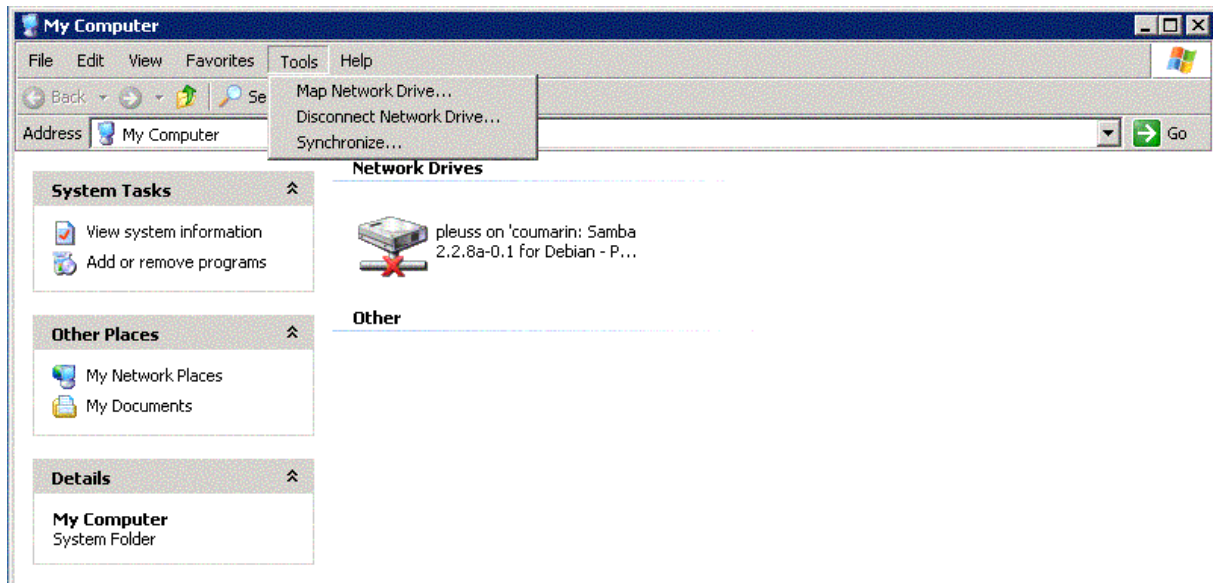 My Computer
File Edit View Favorites Tools Help
Back Se
Map Network Drive...
Disconnect Network Drive...
Synchronize...
Address My Computer Go
System Tasks
View system information
Add or remove programs
Other Places
My Network Places
My Documents
Details
My Computer
System Folder
Network Drives
pleuss on 'coumarin: Samba
2.2.8a-0.1 for Debian - P...
Other